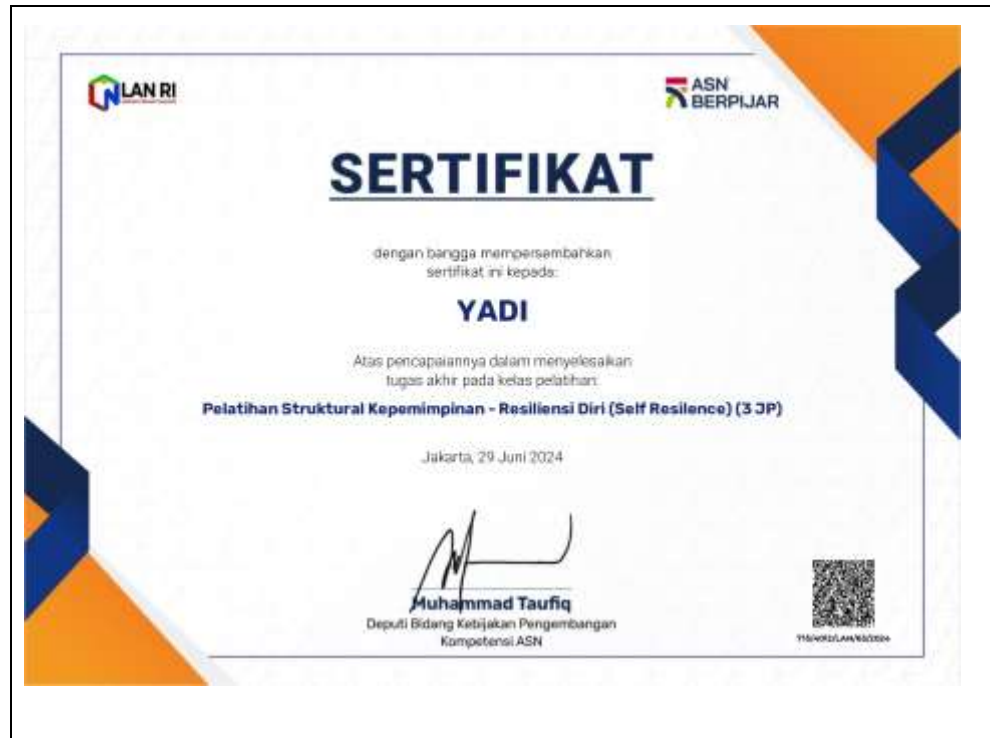 LAN RI
ASN
BERPIJAR
SERTIFIKAT
dengan bangga mempersembahkan
sertifikat ini kepada:
YADI
Atas pencapaiannya dalam menyelesaikan
tugas akhir pada kelas pelatihan:
Pelatihan Struktural Kepemimpinan - Resiliensi Diri (Self Resilence) (3 JP)
Jakarta, 29 Juni 2024
Muhammad Taufiq
Deputi Bidang Kebijakan Pengembangan
Kompetensi ASN